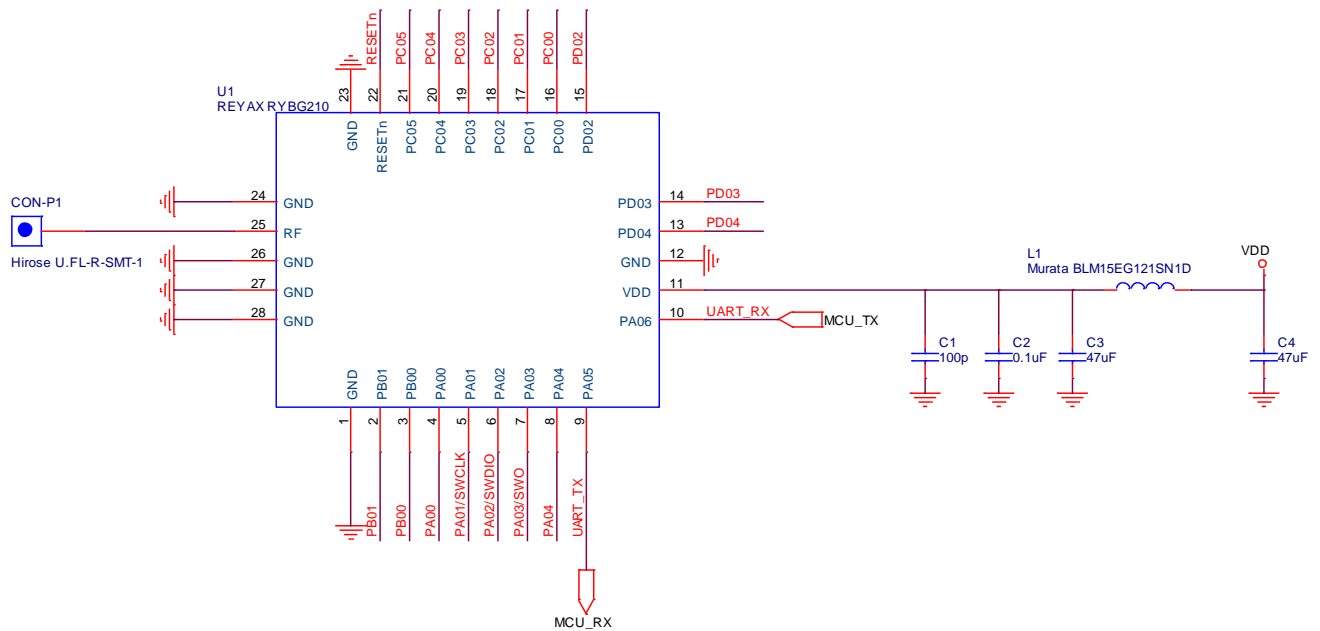 RESETn
PC05
PC04
PC03
PC02
PC01
PC00
PD02
U1
REYAX RYBG210
23
22
21
20
19
18
17
16
15
GND
RESETn
PC05
PC04
PC03
PC02
PC01
PC00
PD02
CON-P1
Hirose U.FL-R-SMT-1
24 GND
25 RF
26 GND
27 GND
28 GND
PD03 14 PD03
PD04 13 PD04
GND 12
VDD 11
PA06 10 UART_RX MCU_TX
L1
Murata BLM15EG121SN1D
VDD
C1
100p
C2
0.1uF
C3
47uF
C4
47uF
GND
PB01
PB00
PA00
PA01
PA02
PA03
PA04
PA05
1
2
3
4
5
6
7
8
9
PB01
PB00
PA00
PA01/SWCLK
PA02/SWDIO
PA03/SWO
PA04
UART_TX
MCU_RX